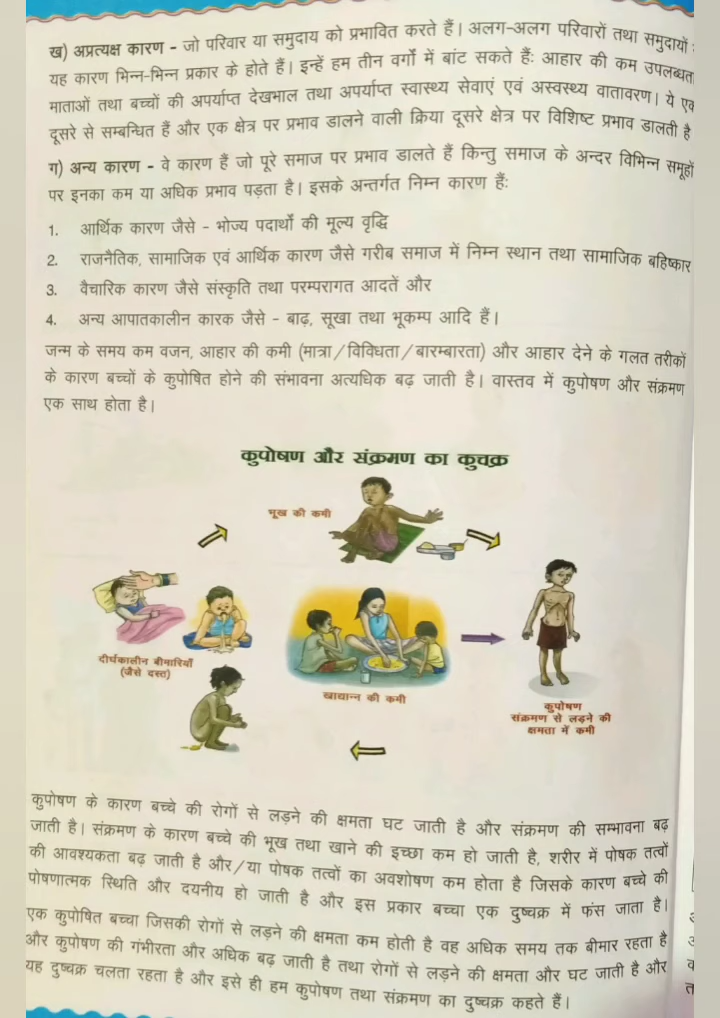 ख) अप्रत्यक्ष कारण – जो परिवार या समुदाय को प्रभावित करते हैं। अलग-अलग परिवारों तथा समुदायों
यह कारण भिन्न-भिन्न प्रकार के होते हैं। इन्हें हम तीन वर्गों में बांट सकते हैंः आहार की कम उपलब्धता
माताओं तथा बच्चों की अपर्याप्त देखभाल तथा अपर्याप्त स्वास्थ्य सेवाएं एवं अस्वस्थ्य वातावरण। ये एक
दूसरे से सम्बन्धित हैं और एक क्षेत्र पर प्रभाव डालने वाली क्रिया दूसरे क्षेत्र पर विशिष्ट प्रभाव डालती है
ग) अन्य कारण – वे कारण हैं जो पूरे समाज पर प्रभाव डालते हैं किन्तु समाज के अन्दर विभिन्न समूहों
पर इनका कम या अधिक प्रभाव पड़ता है। इसके अन्तर्गत निम्न कारण हैंः
1. आर्थिक कारण जैसे – भोज्य पदार्थों की मूल्य वृद्धि
2. राजनैतिक, सामाजिक एवं आर्थिक कारण जैसे गरीब समाज में निम्न स्थान तथा सामाजिक बहिष्कार
3. वैचारिक कारण जैसे संस्कृति तथा परम्परागत आदतें और
4. अन्य आपातकालीन कारक जैसे – बाढ़, सूखा तथा भूकम्प आदि हैं।
जन्म के समय कम वजन, आहार की कमी (मात्रा/विविधता/बारम्बारता) और आहार देने के गलत तरीकों
के कारण बच्चों के कुपोषित होने की संभावना अत्यधिक बढ़ जाती है। वास्तव में कुपोषण और संक्रमण
एक साथ होता है।
कुपोषण और संक्रमण का कुचक्र
भूख की कमी
दीर्घकालीन बीमारियाँ
(जैसे दस्त)
खाद्यान्न की कमी
कुपोषण
संक्रमण से लड़ने की
क्षमता में कमी
कुपोषण के कारण बच्चे की रोगों से लड़ने की क्षमता घट जाती है और संक्रमण की सम्भावना बढ़
जाती है। संक्रमण के कारण बच्चे की भूख तथा खाने की इच्छा कम हो जाती है, शरीर में पोषक तत्वों
की आवश्यकता बढ़ जाती है और/या पोषक तत्वों का अवशोषण कम होता है जिसके कारण बच्चे की
पोषणात्मक स्थिति और दयनीय हो जाती है और इस प्रकार बच्चा एक दुष्चक्र में फंस जाता है।
एक कुपोषित बच्चा जिसकी रोगों से लड़ने की क्षमता कम होती है वह अधिक समय तक बीमार रहता है
और कुपोषण की गंभीरता और अधिक बढ़ जाती है तथा रोगों से लड़ने की क्षमता और घट जाती है और
यह दुष्चक्र चलता रहता है और इसे ही हम कुपोषण तथा संक्रमण का दुष्चक्र कहते हैं।